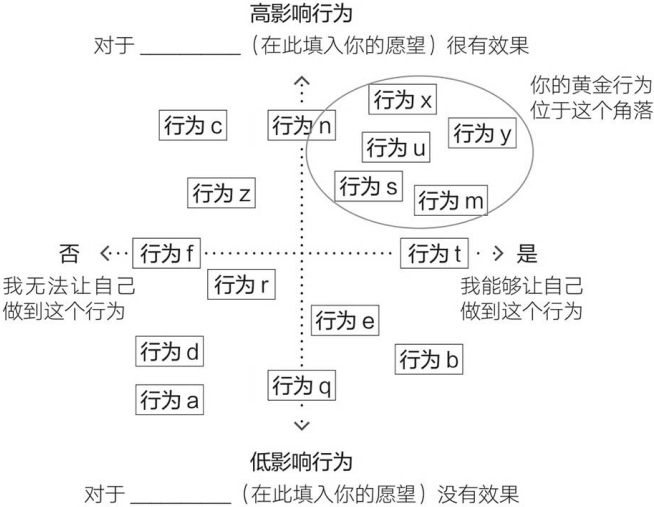 高影响行为
对于 ________ （在此填入你的愿望）很有效果
你的黄金行为
位于这个角落
行为 x
行为 c
行为 n
行为 y
行为 u
行为 z
行为 s
行为 m
否
行为 f
行为 t
是
我无法让自己
做到这个行为
行为 r
我能够让自己
做到这个行为
行为 e
行为 d
行为 b
行为 a
行为 q
低影响行为
对于 ________ （在此填入你的愿望）没有效果